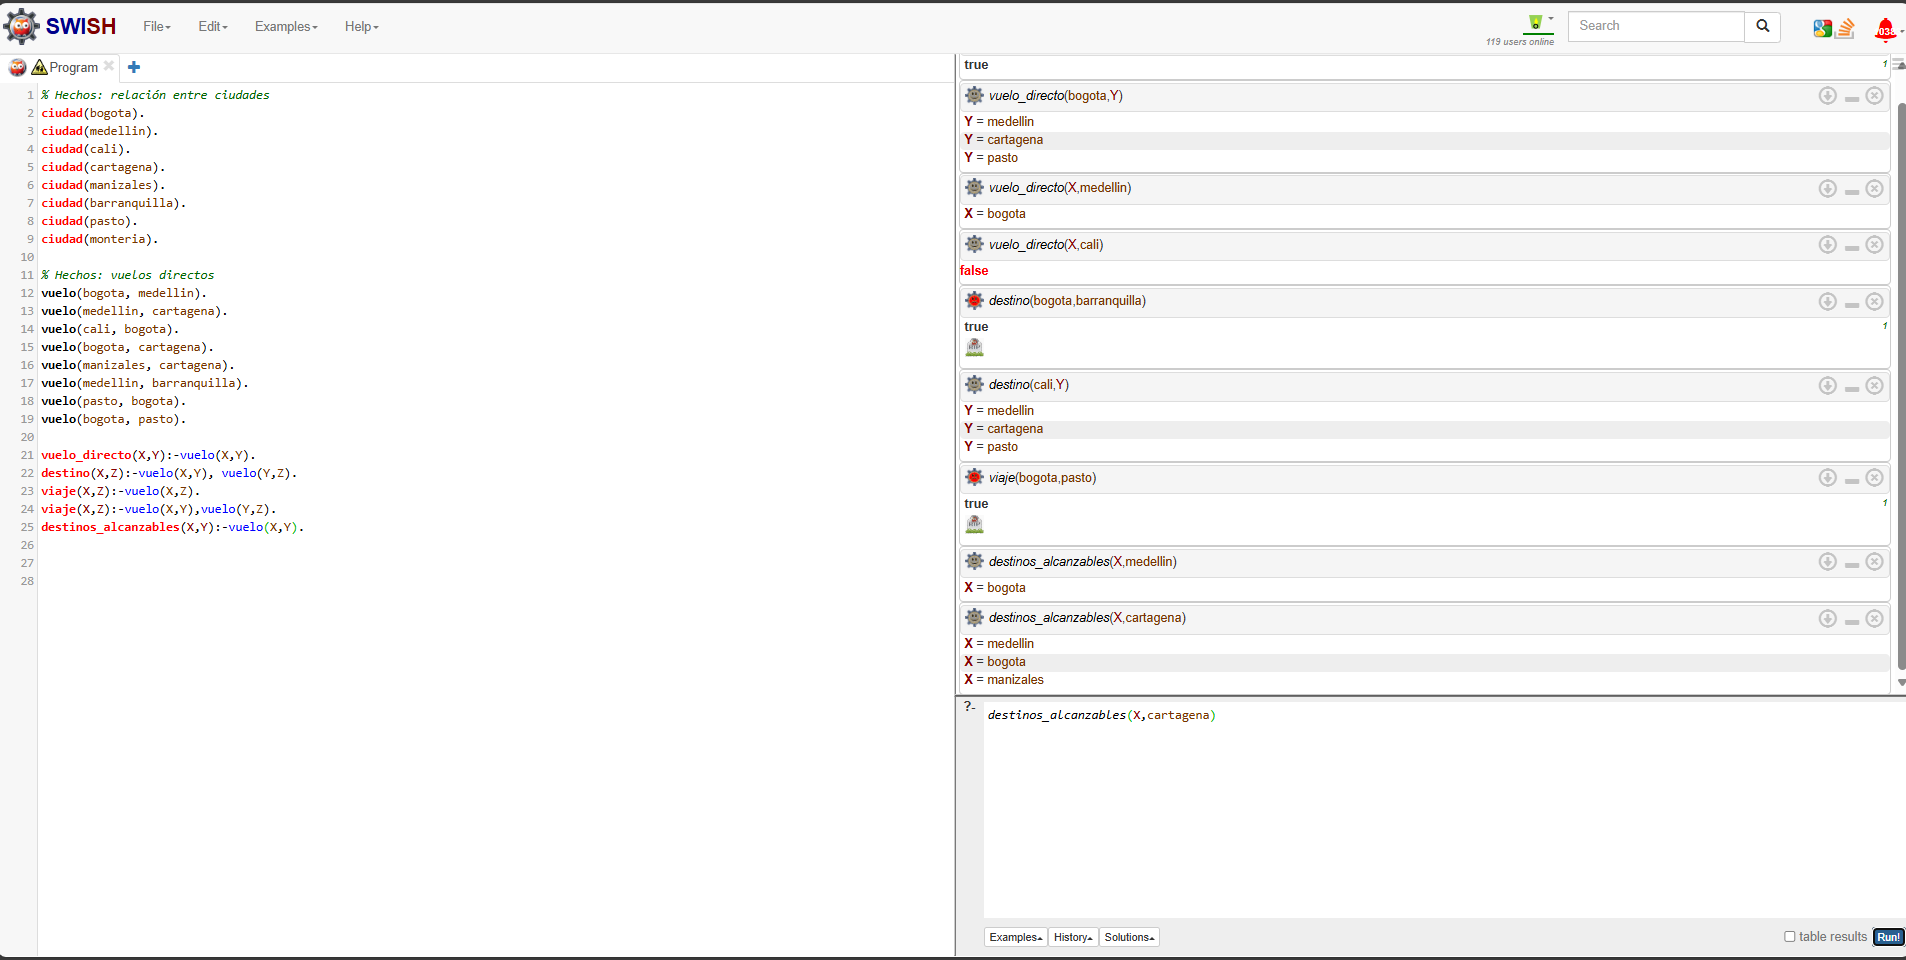 SWISH File Edit Examples Help 119 users online Search
Program
1 % Hechos: relación entre ciudades
2 ciudad(bogota).
3 ciudad(medellin).
4 ciudad(cali).
5 ciudad(cartagena).
6 ciudad(manizales).
7 ciudad(barranquilla).
8 ciudad(pasto).
9 ciudad(monteria).
10
11 % Hechos: vuelos directos
12 vuelo(bogota, medellin).
13 vuelo(medellin, cartagena).
14 vuelo(cali, bogota).
15 vuelo(bogota, cartagena).
16 vuelo(manizales, cartagena).
17 vuelo(medellin, barranquilla).
18 vuelo(pasto, bogota).
19 vuelo(bogota, pasto).
20
21 vuelo_directo(X,Y):-vuelo(X,Y).
22 destino(X,Z):-vuelo(X,Y), vuelo(Y,Z).
23 viaje(X,Z):-vuelo(X,Z).
24 viaje(X,Z):-vuelo(X,Y),vuelo(Y,Z).
25 destinos_alcanzables(X,Y):-vuelo(X,Y).
26
27
28
true 1
vuelo_directo(bogota,Y)
Y = medellin
Y = cartagena
Y = pasto
vuelo_directo(X,medellin)
X = bogota
vuelo_directo(X,cali)
false
destino(bogota,barranquilla)
true 1
destino(cali,Y)
Y = medellin
Y = cartagena
Y = pasto
viaje(bogota,pasto)
true 1
destinos_alcanzables(X,medellin)
X = bogota
destinos_alcanzables(X,cartagena)
X = medellin
X = bogota
X = manizales
?- destinos_alcanzables(X,cartagena)
Examples History Solutions table results Run!